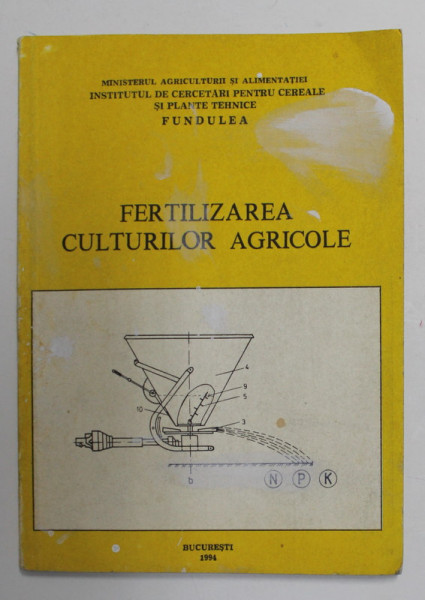 MINISTERUL AGRICULTURII ȘI ALIMENTAȚIEI
INSTITUTUL DE CERCETĂRI PENTRU CEREALE
ȘI PLANTE TEHNICE
FUNDULEA
FERTILIZAREA
CULTURILOR AGRICOLE
4
9
5
10
3
b
N P K
BUCUREȘTI
1994